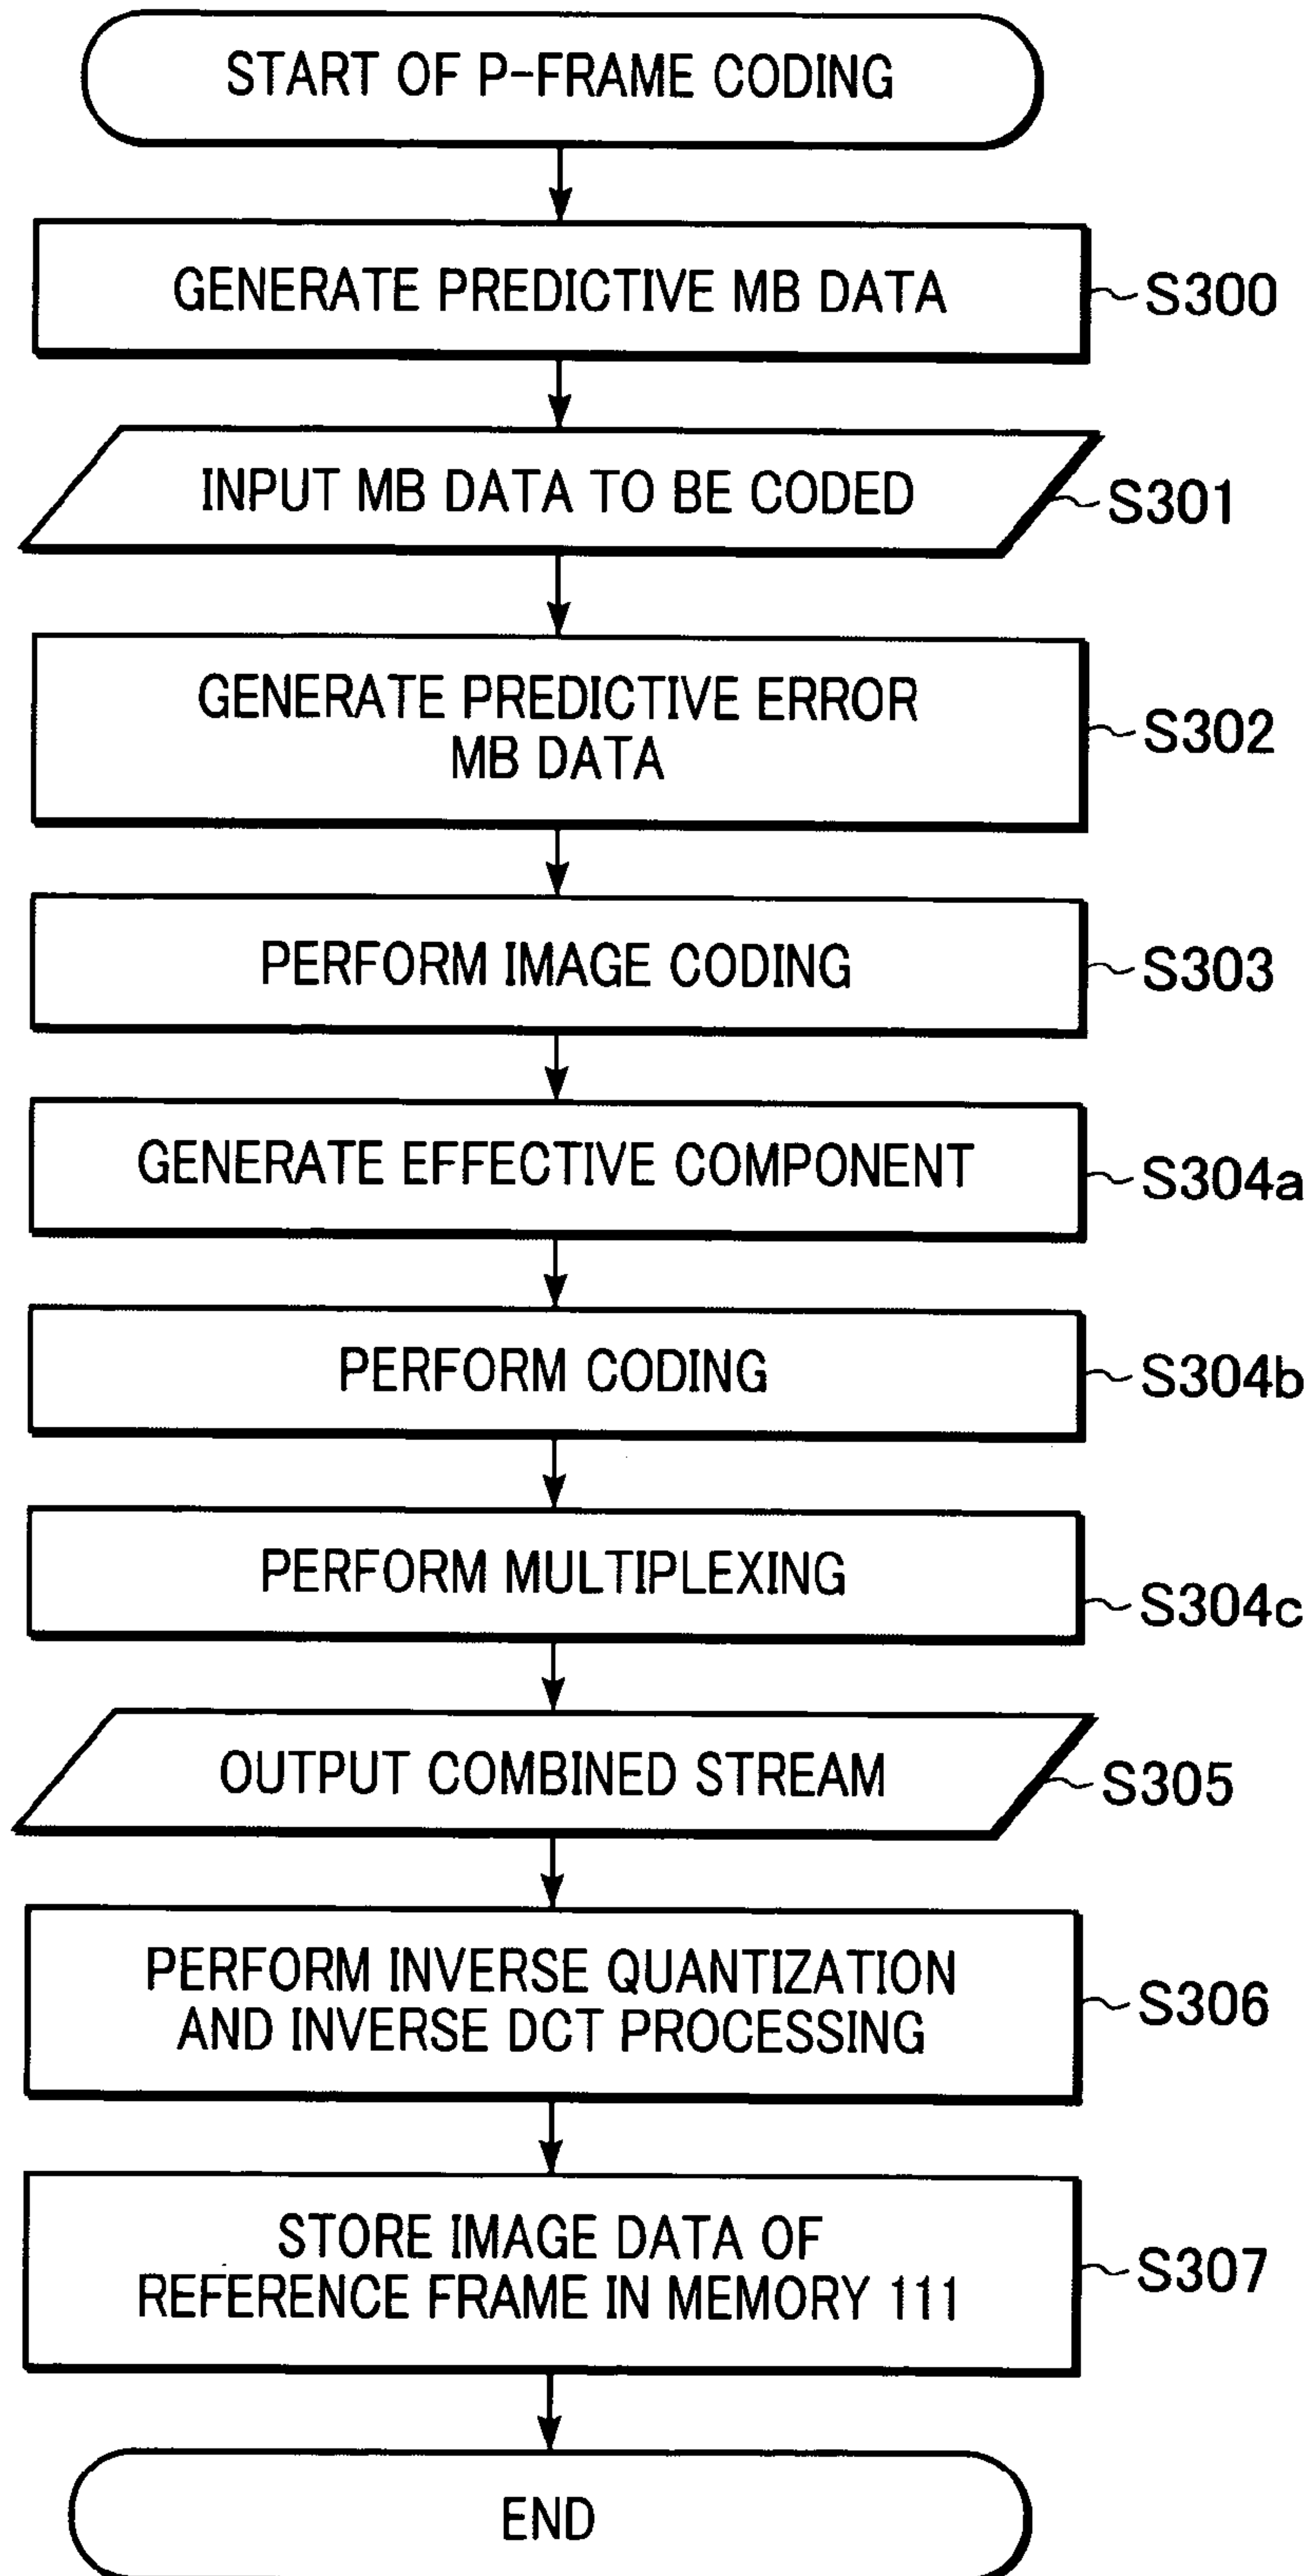 START OF P-FRAME CODING
GENERATE PREDICTIVE MB DATA
S300
INPUT MB DATA TO BE CODED
S301
GENERATE PREDICTIVE ERROR
MB DATA
S302
PERFORM IMAGE CODING
S303
GENERATE EFFECTIVE COMPONENT
S304a
PERFORM CODING
S304b
PERFORM MULTIPLEXING
S304c
OUTPUT COMBINED STREAM
S305
PERFORM INVERSE QUANTIZATION
AND INVERSE DCT PROCESSING
S306
STORE IMAGE DATA OF
REFERENCE FRAME IN MEMORY 111
S307
END